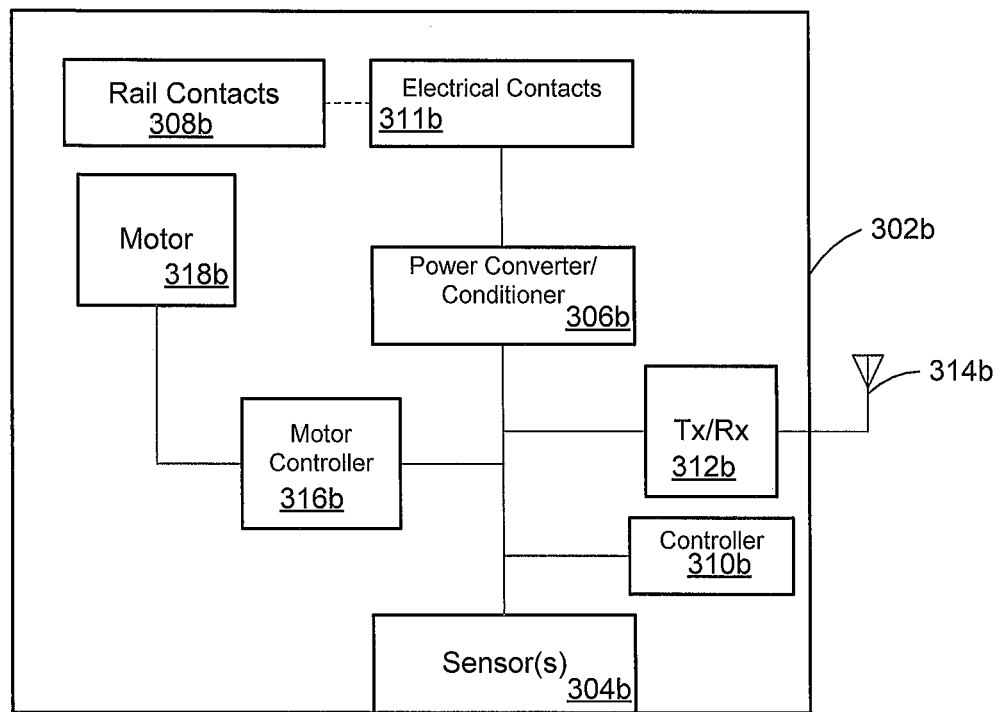 Rail Contacts
308b
Electrical Contacts
311b
Motor
318b
Power Converter/
Conditioner
306b
302b
314b
Motor
Controller
316b
Tx/Rx
312b
Controller
310b
Sensor(s)
304b